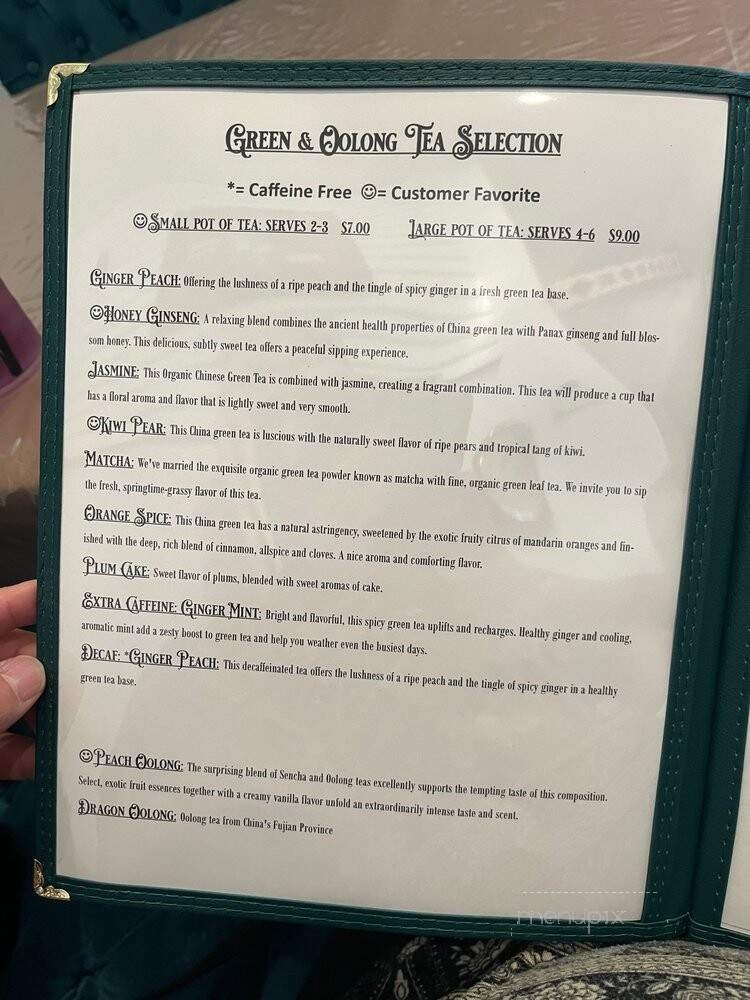 Green & Oolong Tea Selection
*= Caffeine Free ☺= Customer Favorite
☺Small pot of tea: serves 2-3 $7.00 Large pot of tea: serves 4-6 $9.00
Ginger Peach: Offering the lushness of a ripe peach and the tingle of spicy ginger in a fresh green tea base.
☺Honey Ginseng: A relaxing blend combines the ancient health properties of China green tea with Panax ginseng and full blos-
som honey. This delicious, subtly sweet tea offers a peaceful sipping experience.
Jasmine: This Organic Chinese Green Tea is combined with jasmine, creating a fragrant combination. This tea will produce a cup that
has a floral aroma and flavor that is lightly sweet and very smooth.
☺Kiwi Pear: This China green tea is luscious with the naturally sweet flavor of ripe pears and tropical tang of kiwi.
Matcha: We've married the exquisite organic green tea powder known as matcha with fine, organic green leaf tea. We invite you to sip
the fresh, springtime-grassy flavor of this tea.
Orange Spice: This China green tea has a natural astringency, sweetened by the exotic fruity citrus of mandarin oranges and fin-
ished with the deep, rich blend of cinnamon, allspice and cloves. A nice aroma and comforting flavor.
Plum Cake: Sweet flavor of plums, blended with sweet aromas of cake.
Extra Caffeine: Ginger Mint: Bright and flavorful, this spicy green tea uplifts and recharges. Healthy ginger and cooling,
aromatic mint add a zesty boost to green tea and help you weather even the busiest days.
Decaf: *Ginger Peach: This decaffeinated tea offers the lushness of a ripe peach and the tingle of spicy ginger in a healthy
green tea base.
☺Peach Oolong: The surprising blend of Sencha and Oolong teas excellently supports the tempting taste of this composition.
Select, exotic fruit essences together with a creamy vanilla flavor unfold an extraordinarily intense taste and scent.
Dragon Oolong: Oolong tea from China's Fujian Province
menupix